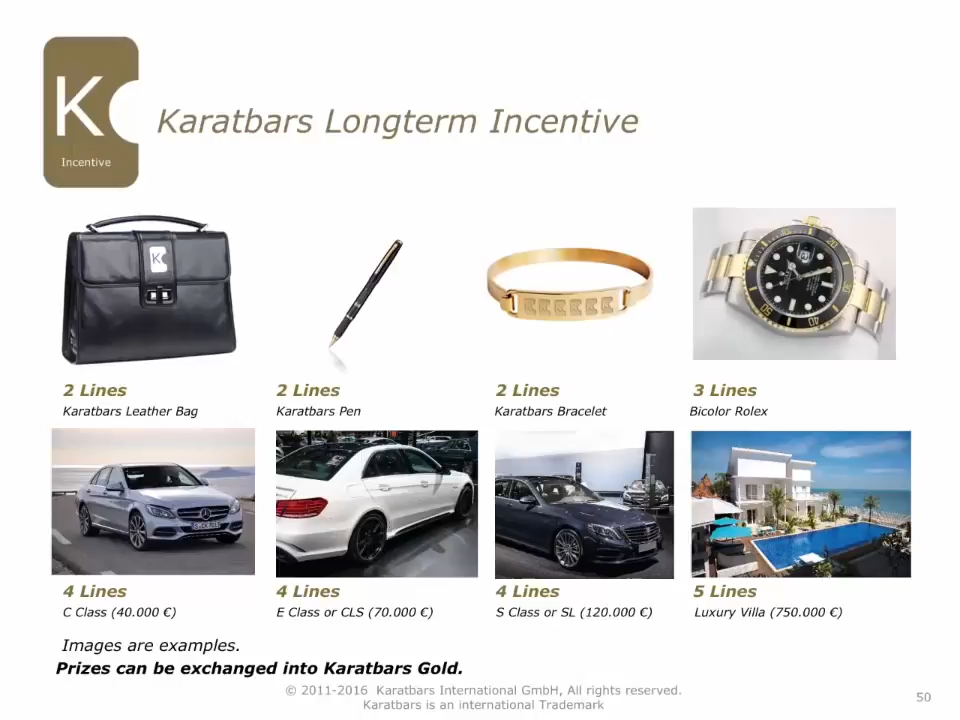 K
Incentive
Karatbars Longterm Incentive
K
2 Lines
Karatbars Leather Bag
2 Lines
Karatbars Pen
2 Lines
Karatbars Bracelet
3 Lines
Bicolor Rolex
4 Lines
C Class (40.000 €)
4 Lines
E Class or CLS (70.000 €)
4 Lines
S Class or SL (120.000 €)
5 Lines
Luxury Villa (750.000 €)
Images are examples.
Prizes can be exchanged into Karatbars Gold.
© 2011-2016 Karatbars International GmbH, All rights reserved.
Karatbars is an international Trademark
50